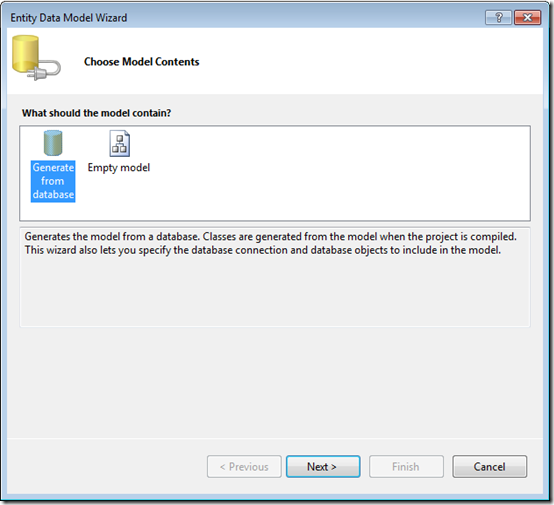 Entity Data Model Wizard
?
Choose Model Contents
What should the model contain?
Generate
from
database
Empty model
Generates the model from a database. Classes are generated from the model when the project is compiled.
This wizard also lets you specify the database connection and database objects to include in the model.
< Previous
Next >
Finish
Cancel